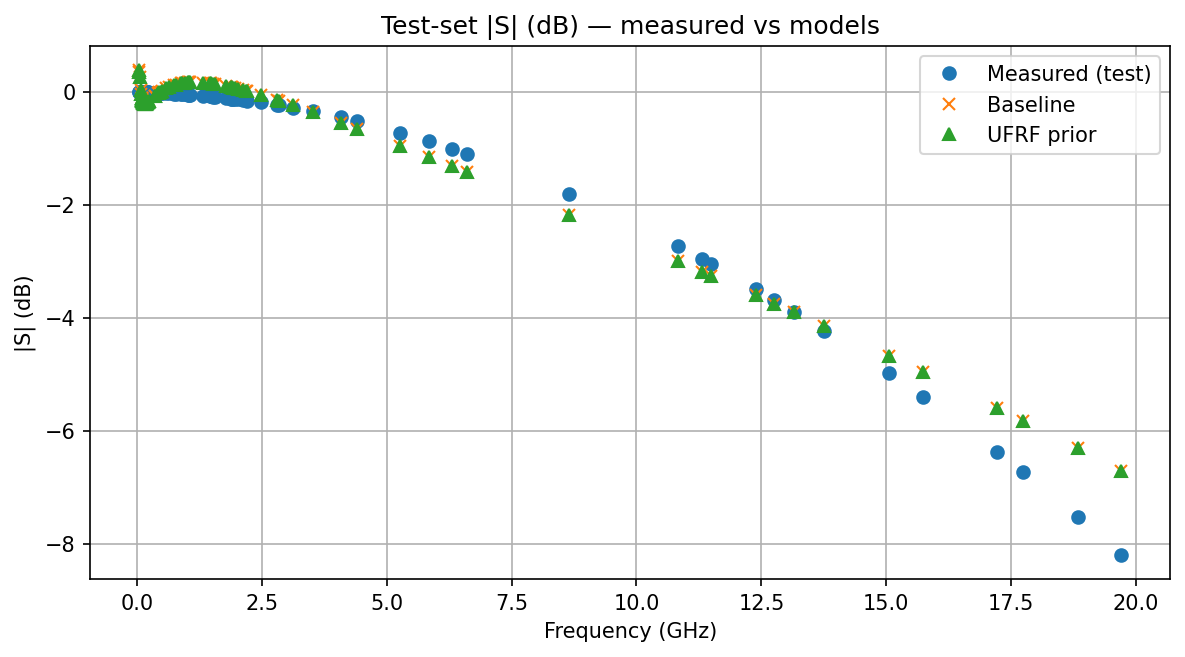 Test-set |S| (dB) — measured vs models
Measured (test)
Baseline
UFRF prior
|S| (dB)
0
−2
−4
−6
−8
0.0 2.5 5.0 7.5 10.0 12.5 15.0 17.5 20.0
Frequency (GHz)